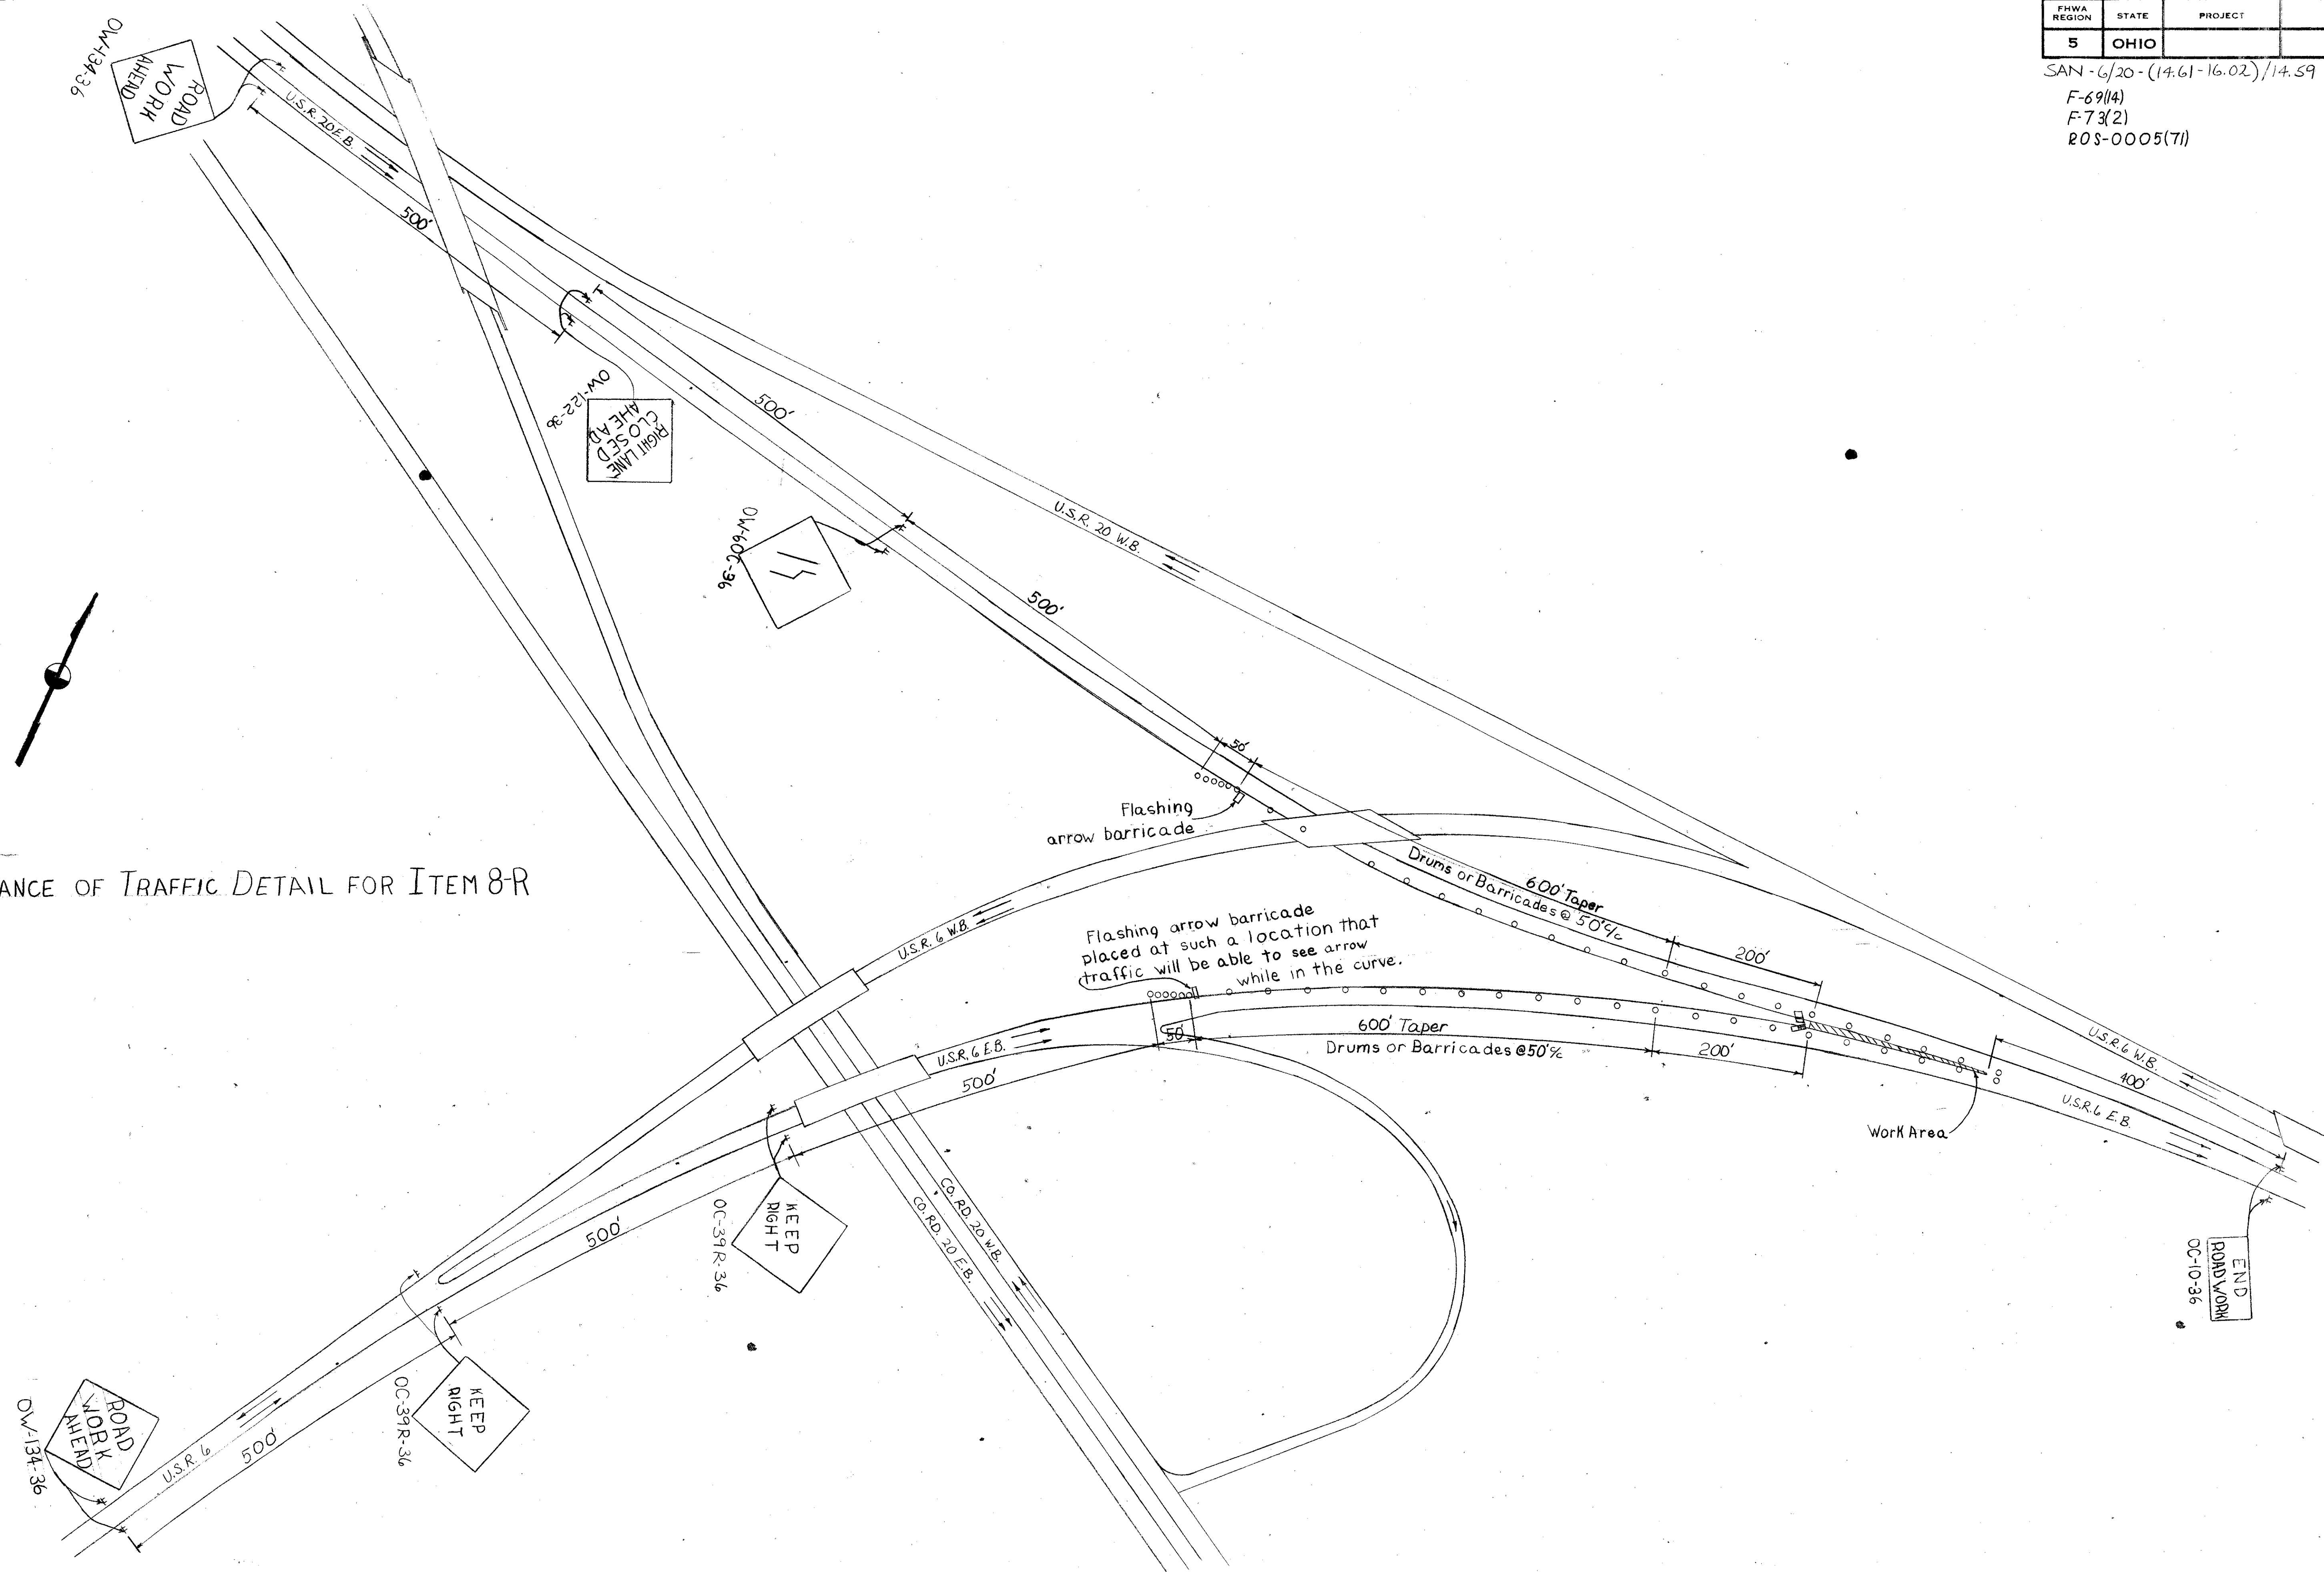 FHWA REGION
STATE
PROJECT
5
OHIO
SAN-6/20-(14.61-16.02)/14.59
F-69(14)
F-73(2)
ROS-0005(71)
OW-134-36
ROAD
WORK
AHEAD
U.S.R. 20 E.B.
500'
OW-122-36
RIGHT LANE
CLOSED
AHEAD
500'
OW-60C-36
U.S.R. 20 W.B.
500'
50'
Flashing
arrow barricade
ANCE OF TRAFFIC DETAIL FOR ITEM 8-R
600' Taper
Drums or Barricades @ 50' c/c
200'
U.S.R. 6 W.B.
Flashing arrow barricade
placed at such a location that
traffic will be able to see arrow
while in the curve.
50'
600' Taper
Drums or Barricades @ 50' c/c
200'
U.S.R. 6 E.B.
500'
U.S.R. 6 W.B.
400'
U.S.R. 6 E.B.
Work Area
KEEP
RIGHT
OC-39R-36
500'
CO. RD. 20 W.B.
CO. RD. 20 E.B.
END
ROAD WORK
OC-10-36
KEEP
RIGHT
OC-39R-36
ROAD
WORK
AHEAD
OW-134-36
U.S.R. 6
500'